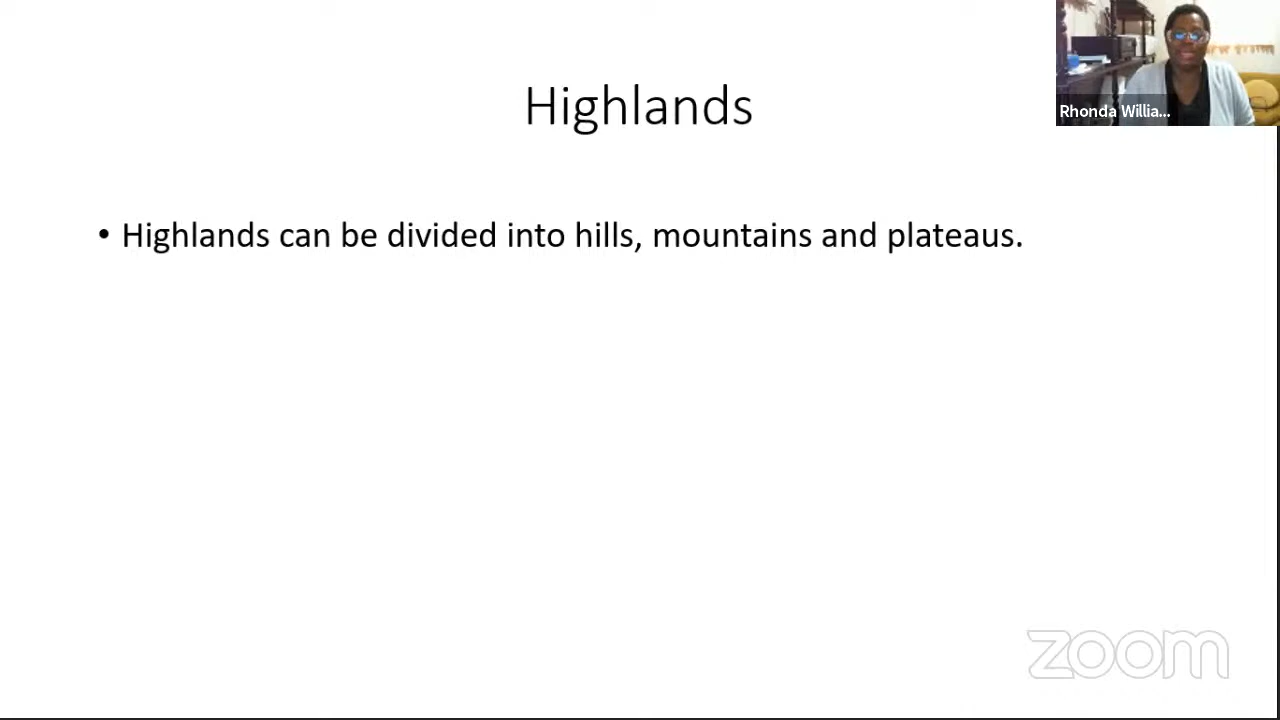 Rhonda Willia...
Highlands
• Highlands can be divided into hills, mountains and plateaus.
zoom